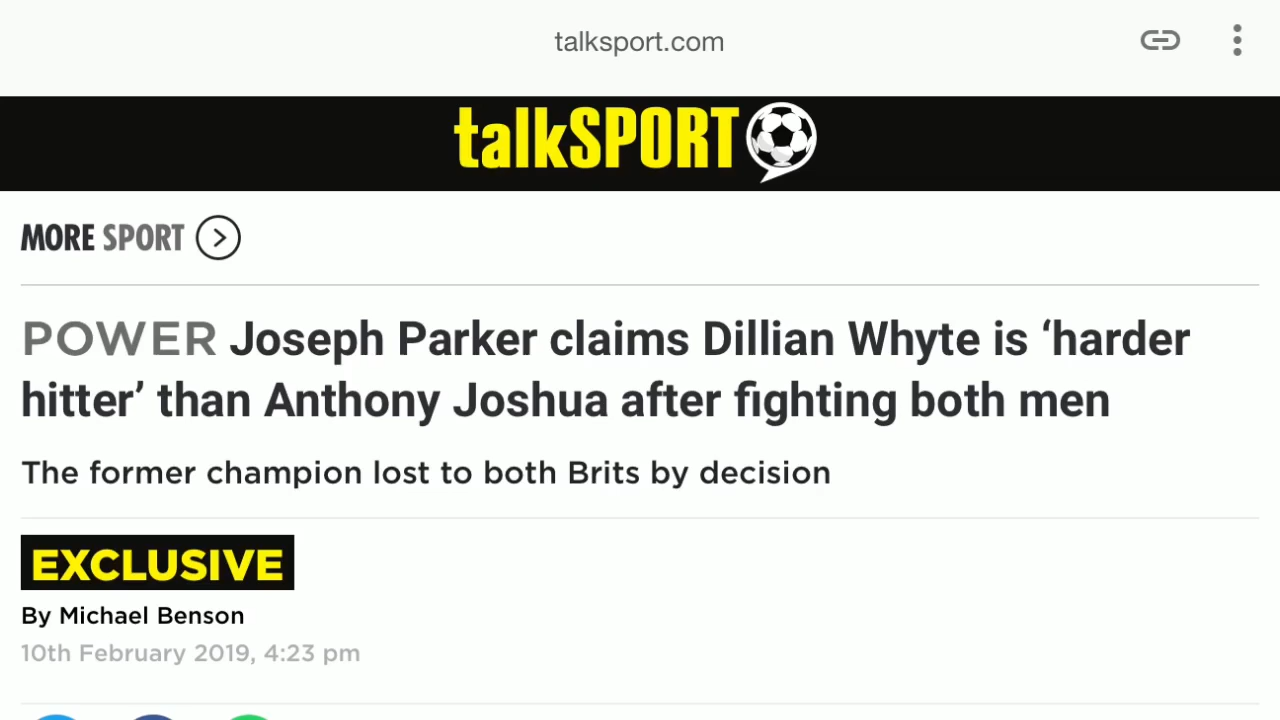 talksport.com
talkSPORT
MORE SPORT
POWER Joseph Parker claims Dillian Whyte is ‘harder
hitter’ than Anthony Joshua after fighting both men
The former champion lost to both Brits by decision
EXCLUSIVE
By Michael Benson
10th February 2019, 4:23 pm